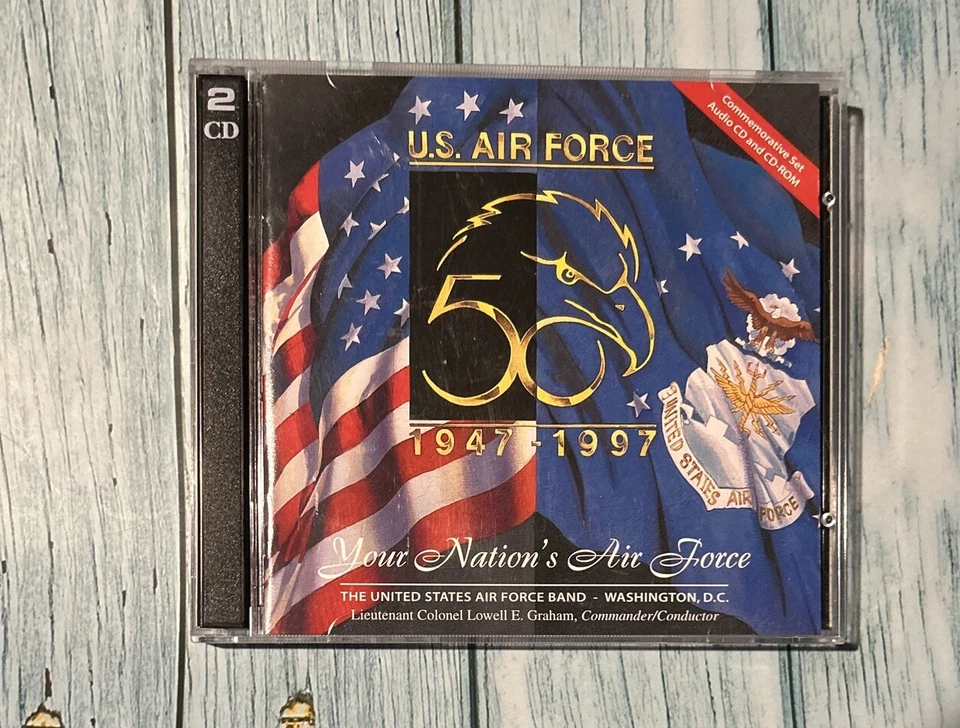 2
CD
Commemorative Set
Audio CD and CD-ROM
U.S. AIR FORCE
50
1947-1997
UNITED STATES AIR FORCE
Your Nation's Air Force
THE UNITED STATES AIR FORCE BAND - WASHINGTON, D.C.
Lieutenant Colonel Lowell E. Graham, Commander/Conductor